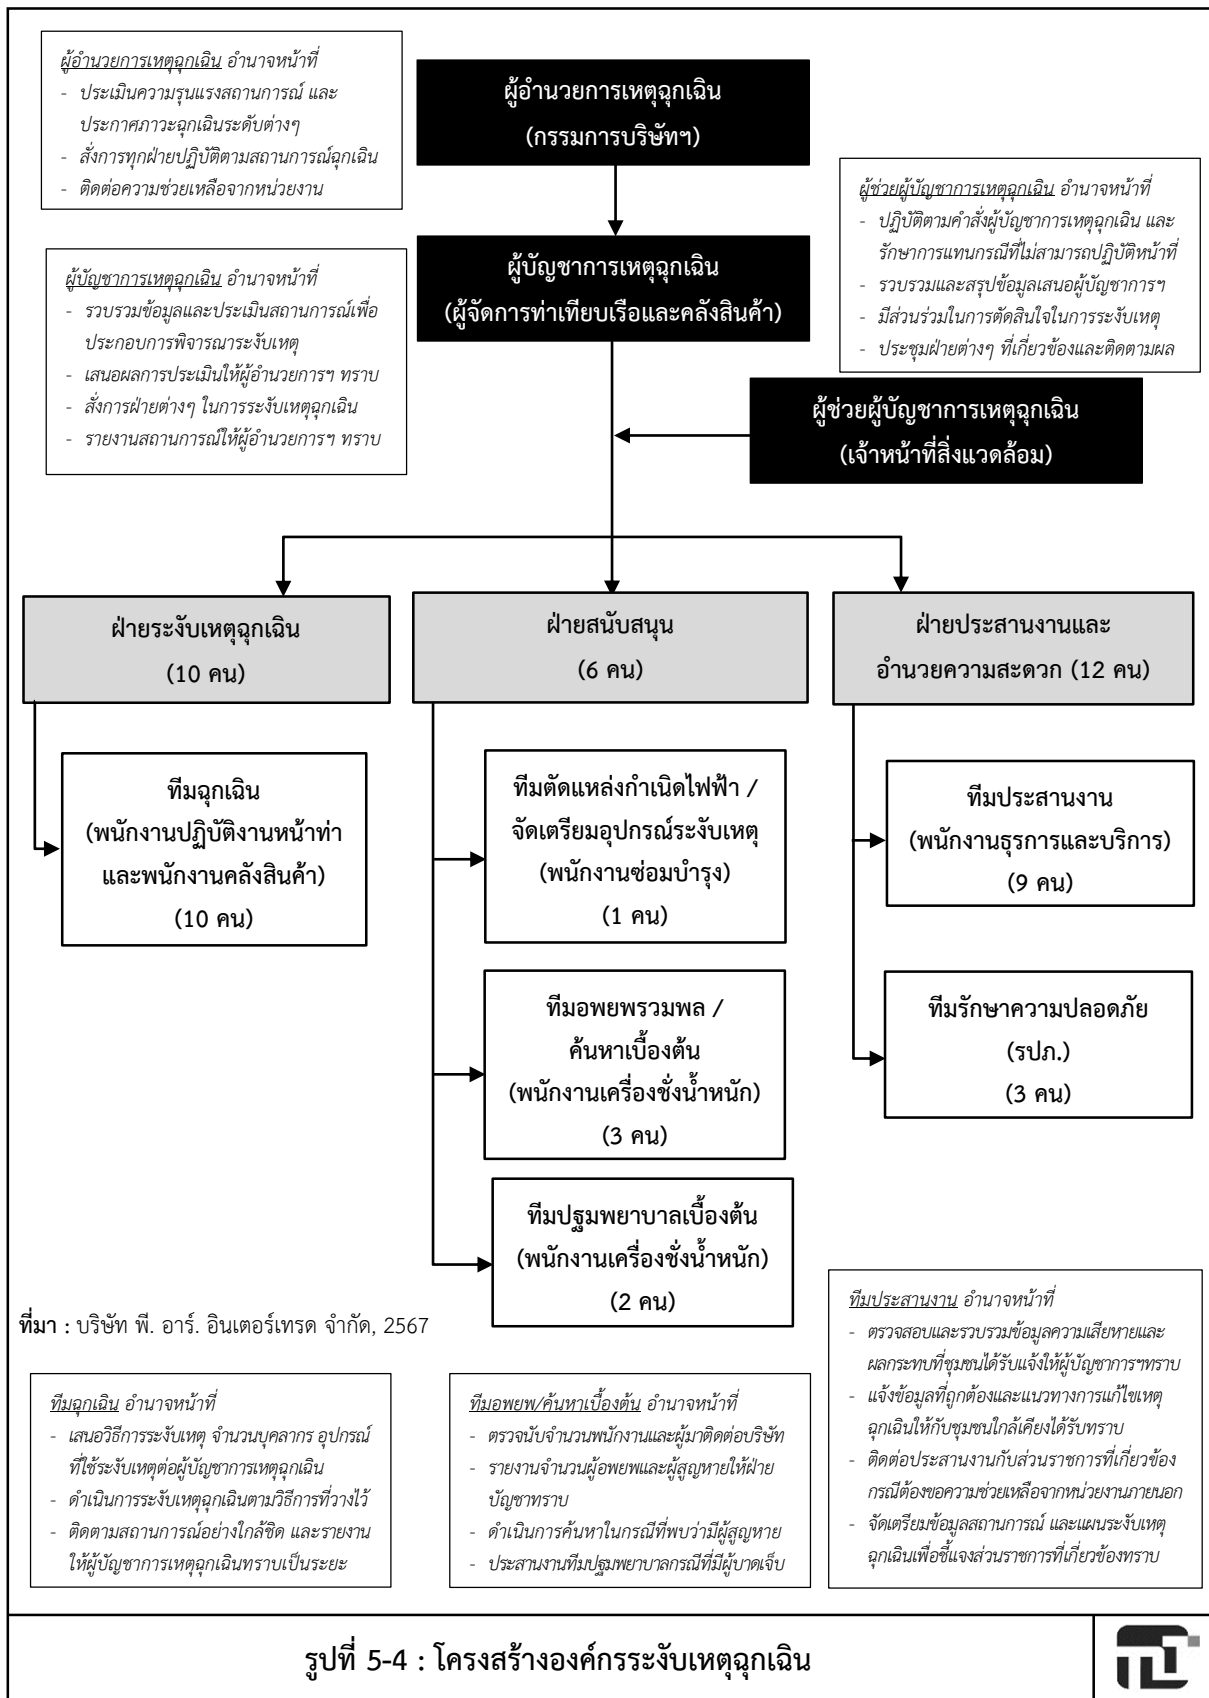 ผู้อำนวยการเหตุฉุกเฉิน อำนาจหน้าที่
- ประเมินความรุนแรงสถานการณ์ และ
ประกาศภาวะฉุกเฉินระดับต่างๆ
- สั่งการทุกฝ่ายปฏิบัติตามสถานการณ์ฉุกเฉิน
- ติดต่อความช่วยเหลือจากหน่วยงาน
ผู้อำนวยการเหตุฉุกเฉิน
(กรรมการบริษัทฯ)
ผู้ช่วยผู้บัญชาการเหตุฉุกเฉิน อำนาจหน้าที่
- ปฏิบัติตามคำสั่งผู้บัญชาการเหตุฉุกเฉิน และ
รักษาการแทนกรณีที่ไม่สามารถปฏิบัติหน้าที่
- รวบรวมและสรุปข้อมูลเสนอผู้บัญชาการฯ
- มีส่วนร่วมในการตัดสินใจในการระงับเหตุ
- ประชุมฝ่ายต่างๆ ที่เกี่ยวข้องและติดตามผล
ผู้บัญชาการเหตุฉุกเฉิน อำนาจหน้าที่
- รวบรวมข้อมูลและประเมินสถานการณ์เพื่อ
ประกอบการพิจารณาระงับเหตุ
- เสนอผลการประเมินให้ผู้อำนวยการฯ ทราบ
- สั่งการฝ่ายต่างๆ ในการระงับเหตุฉุกเฉิน
- รายงานสถานการณ์ให้ผู้อำนวยการฯ ทราบ
ผู้บัญชาการเหตุฉุกเฉิน
(ผู้จัดการท่าเทียบเรือและคลังสินค้า)
ผู้ช่วยผู้บัญชาการเหตุฉุกเฉิน
(เจ้าหน้าที่สิ่งแวดล้อม)
ฝ่ายระงับเหตุฉุกเฉิน
(10 คน)
ฝ่ายสนับสนุน
(6 คน)
ฝ่ายประสานงานและ
อำนวยความสะดวก (12 คน)
ทีมฉุกเฉิน
(พนักงานปฏิบัติงานหน้าท่า
และพนักงานคลังสินค้า)
(10 คน)
ทีมตัดแหล่งกำเนิดไฟฟ้า /
จัดเตรียมอุปกรณ์ระงับเหตุ
(พนักงานซ่อมบำรุง)
(1 คน)
ทีมประสานงาน
(พนักงานธุรการและบริการ)
(9 คน)
ทีมอพยพรวมพล /
ค้นหาเบื้องต้น
(พนักงานเครื่องชั่งน้ำหนัก)
(3 คน)
ทีมรักษาความปลอดภัย
(รปภ.)
(3 คน)
ทีมปฐมพยาบาลเบื้องต้น
(พนักงานเครื่องชั่งน้ำหนัก)
(2 คน)
ที่มา : บริษัท พี. อาร์. อินเตอร์เทรด จำกัด, 2567
ทีมฉุกเฉิน อำนาจหน้าที่
- เสนอวิธีการระงับเหตุ จำนวนบุคลากร อุปกรณ์
ที่ใช้ระงับเหตุต่อผู้บัญชาการเหตุฉุกเฉิน
- ดำเนินการระงับเหตุฉุกเฉินตามวิธีการที่วางไว้
- ติดตามสถานการณ์อย่างใกล้ชิด และรายงาน
ให้ผู้บัญชาการเหตุฉุกเฉินทราบเป็นระยะ
ทีมอพยพ/ค้นหาเบื้องต้น อำนาจหน้าที่
- ตรวจนับจำนวนพนักงานและผู้มาติดต่อบริษัท
- รายงานจำนวนผู้อพยพและผู้สูญหายให้ฝ่าย
บัญชาทราบ
- ดำเนินการค้นหาในกรณีที่พบว่ามีผู้สูญหาย
- ประสานงานทีมปฐมพยาบาลกรณีที่มีผู้บาดเจ็บ
ทีมประสานงาน อำนาจหน้าที่
- ตรวจสอบและรวบรวมข้อมูลความเสียหายและ
ผลกระทบที่ชุมชนได้รับแจ้งให้ผู้บัญชาการฯทราบ
- แจ้งข้อมูลที่ถูกต้องและแนวทางการแก้ไขเหตุ
ฉุกเฉินให้กับชุมชนใกล้เคียงได้รับทราบ
- ติดต่อประสานงานกับส่วนราชการที่เกี่ยวข้อง
กรณีต้องขอความช่วยเหลือจากหน่วยงานภายนอก
- จัดเตรียมข้อมูลสถานการณ์ และแผนระงับเหตุ
ฉุกเฉินเพื่อชี้แจงส่วนราชการที่เกี่ยวข้องทราบ
รูปที่ 5-4 : โครงสร้างองค์กรระงับเหตุฉุกเฉิน